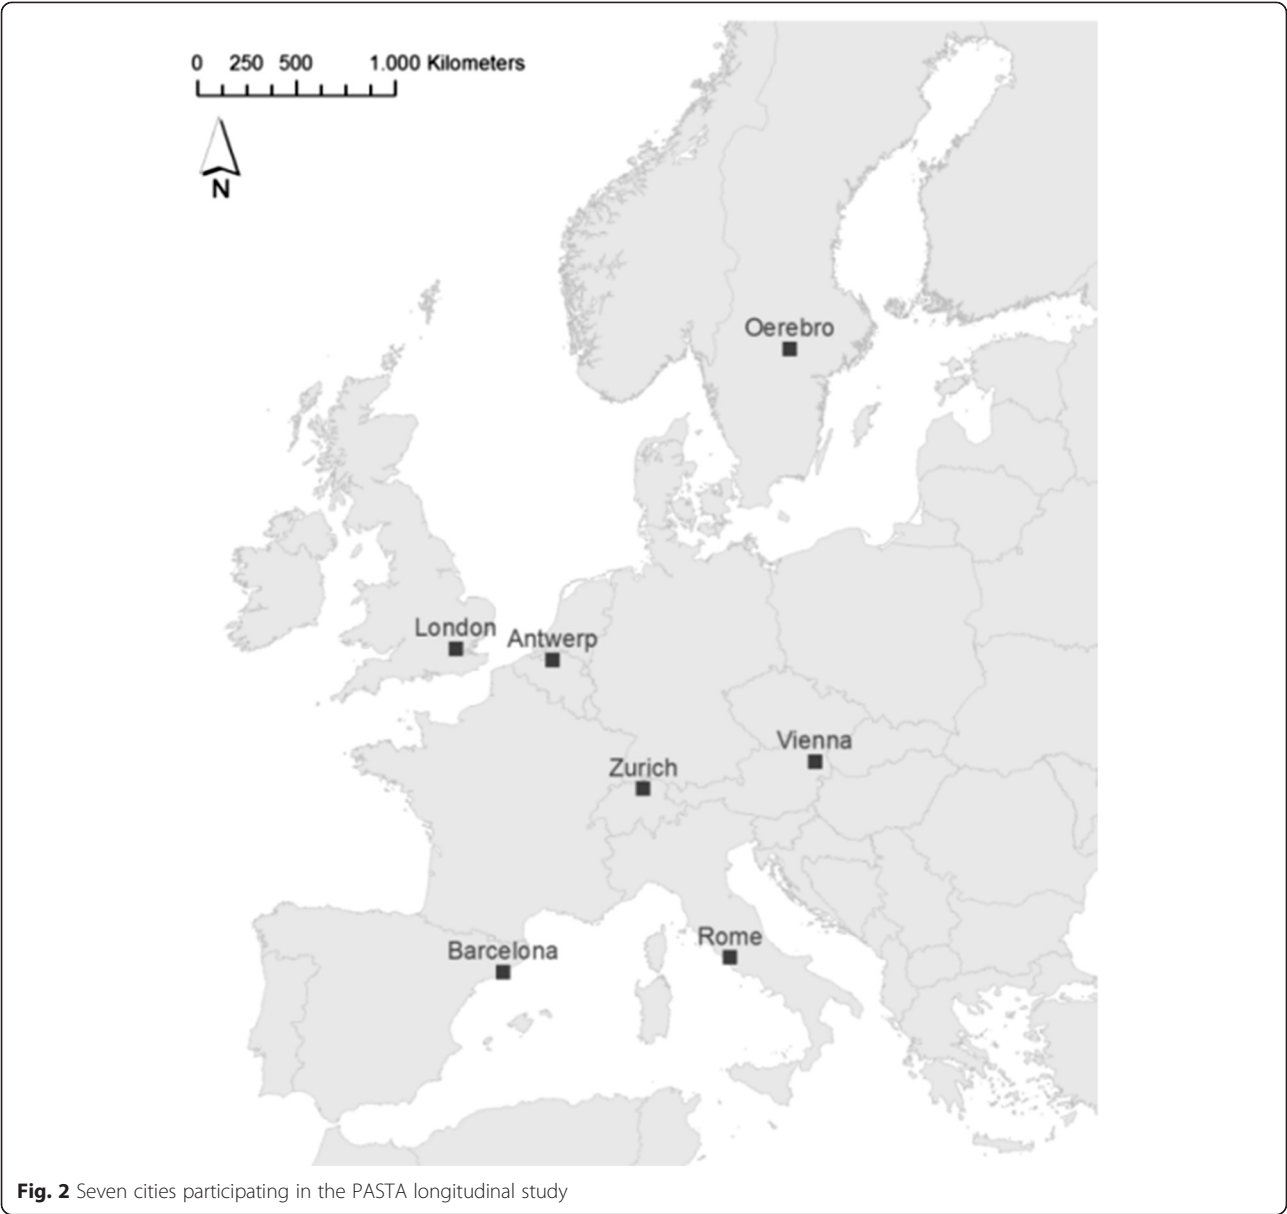 0 250 500 1.000 Kilometers
N
Oerebro
London
Antwerp
Vienna
Zurich
Rome
Barcelona
Fig. 2 Seven cities participating in the PASTA longitudinal study